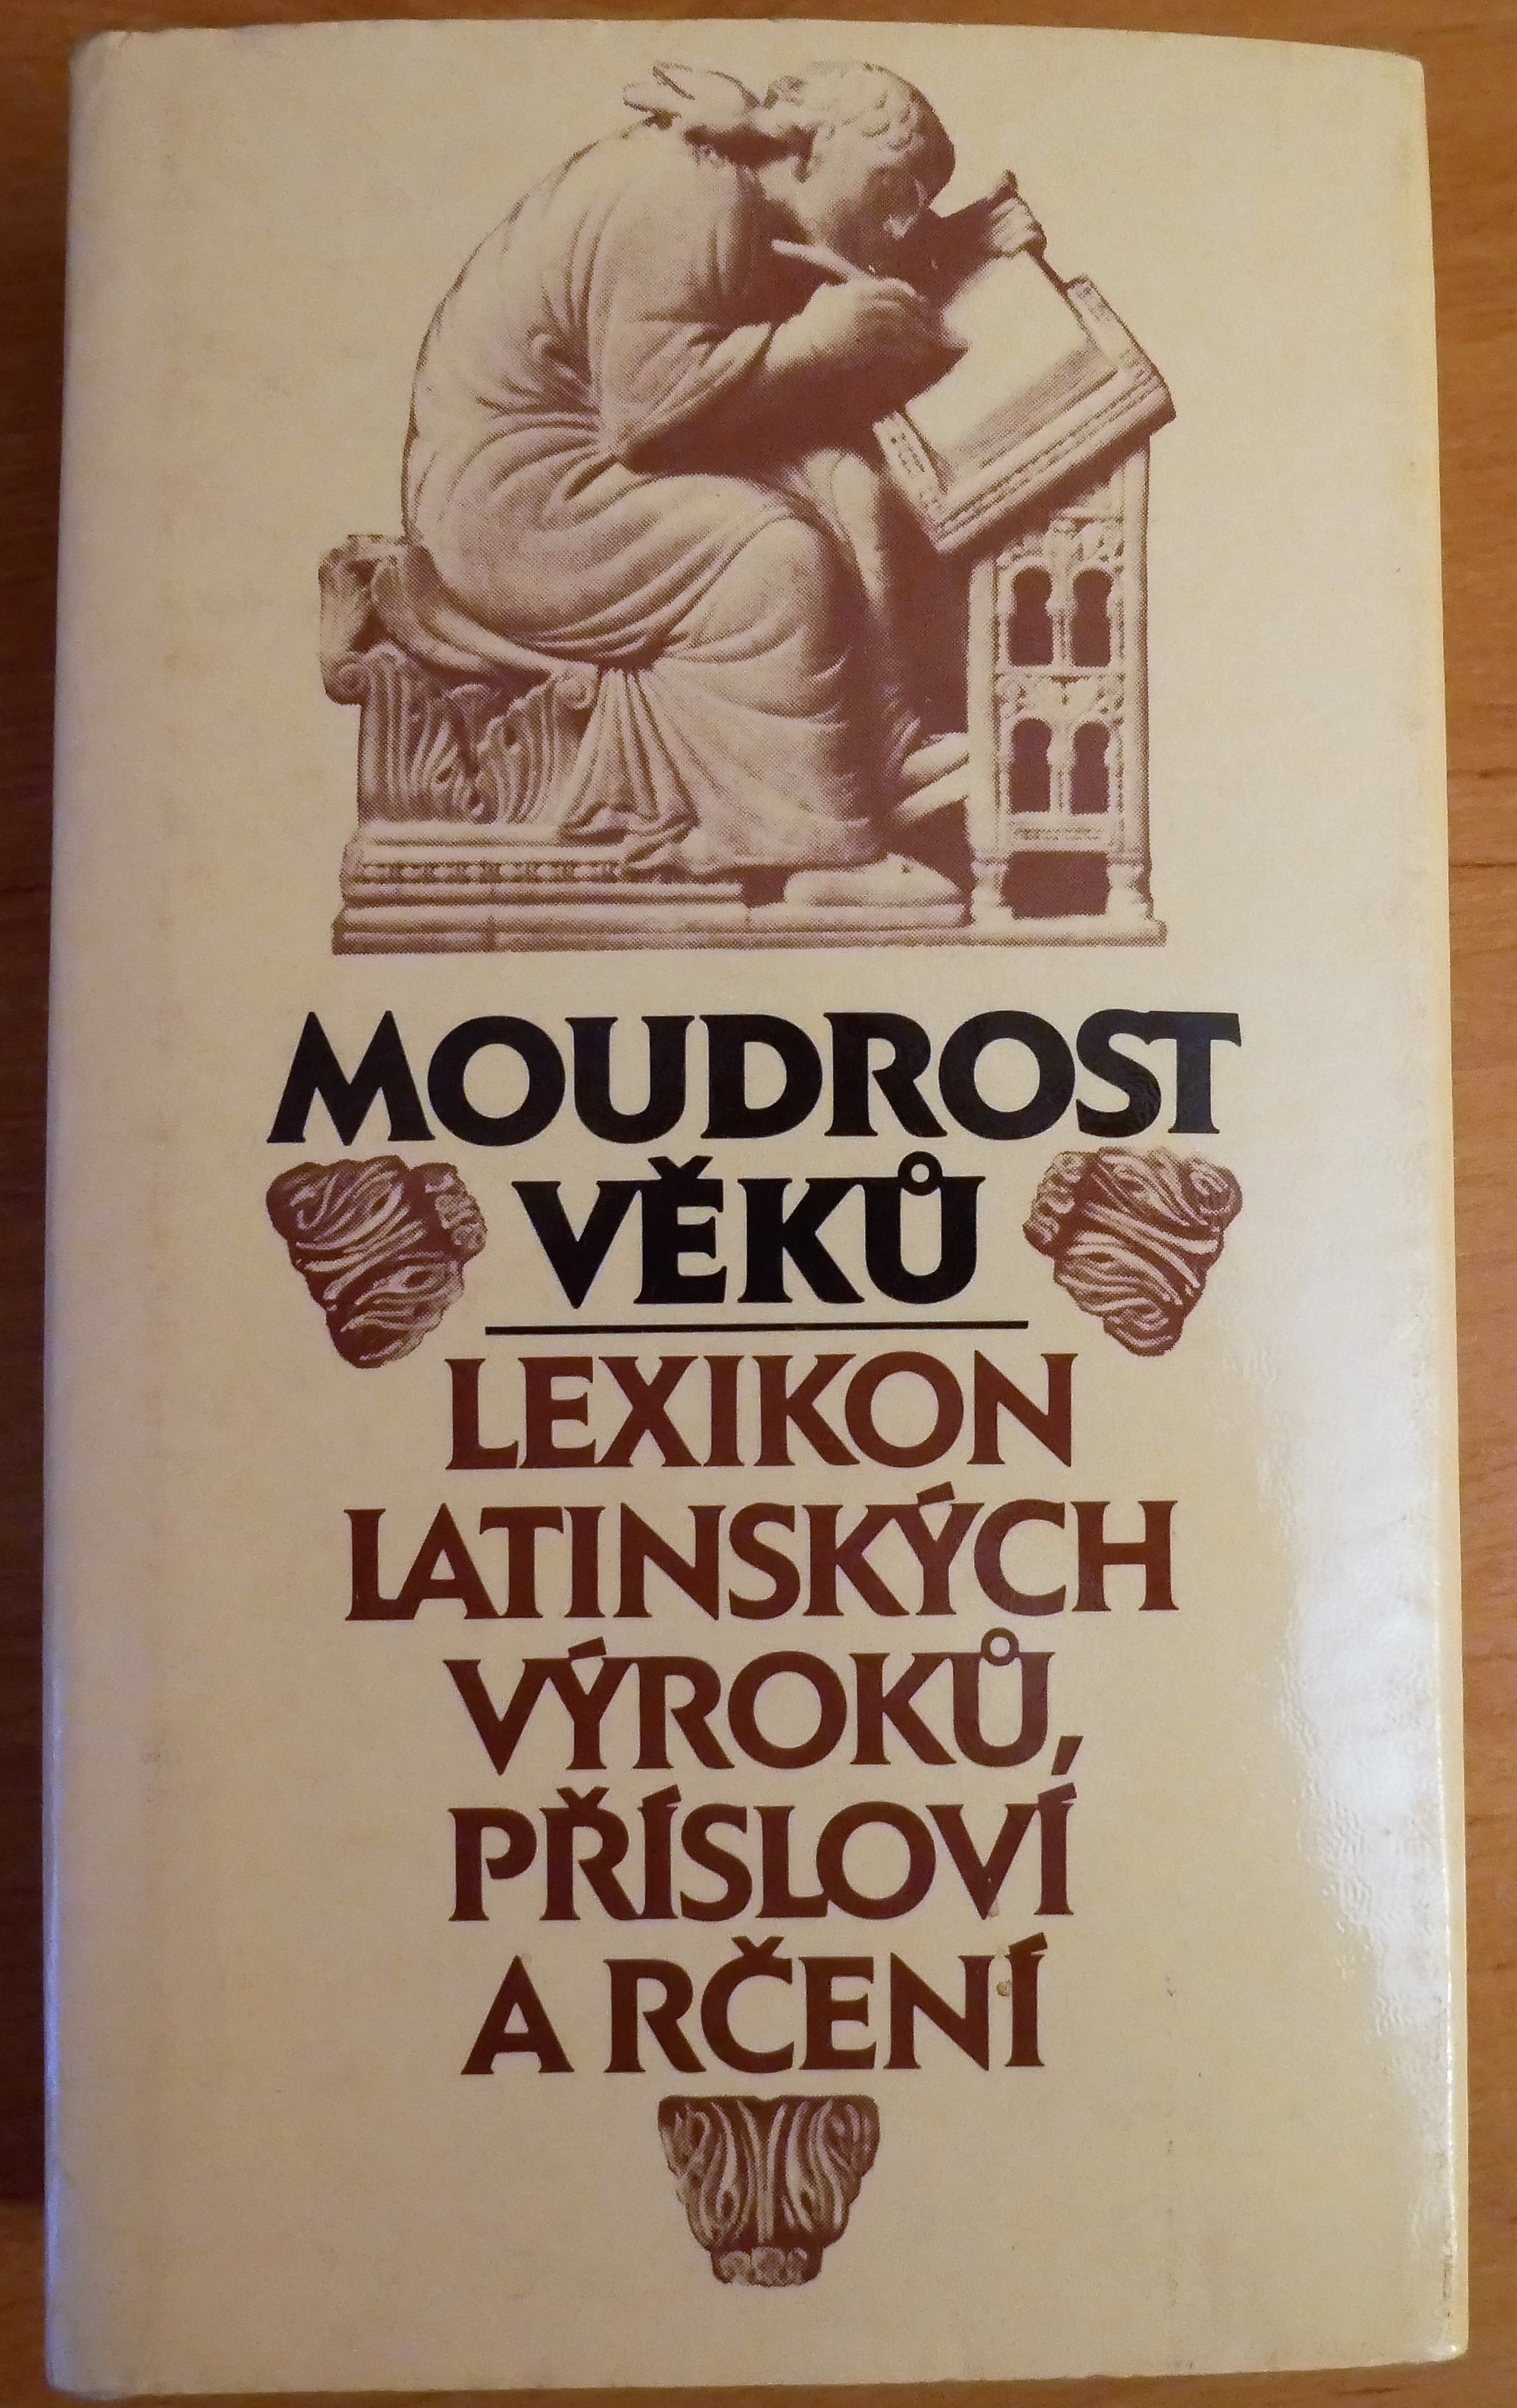 MOUDROST
VĚKŮ
LEXIKON
LATINSKÝCH
VÝROKŮ,
PŘÍSLOVÍ
A RČENÍ